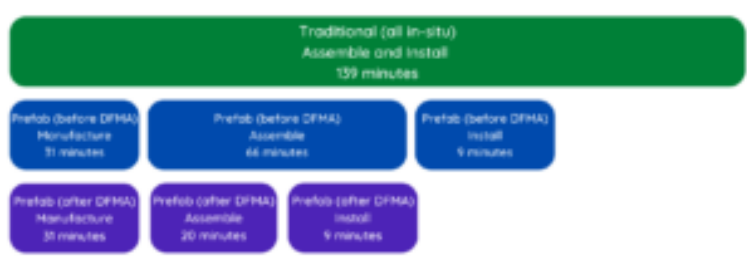 Traditional (all in-situ)
Assemble and Install
139 minutes
Prefab (before DFMA)
Manufacture
31 minutes
Prefab (before DFMA)
Assemble
66 minutes
Prefab (before DFMA)
Install
9 minutes
Prefab (after DFMA)
Manufacture
31 minutes
Prefab (after DFMA)
Assemble
20 minutes
Prefab (after DFMA)
Install
9 minutes